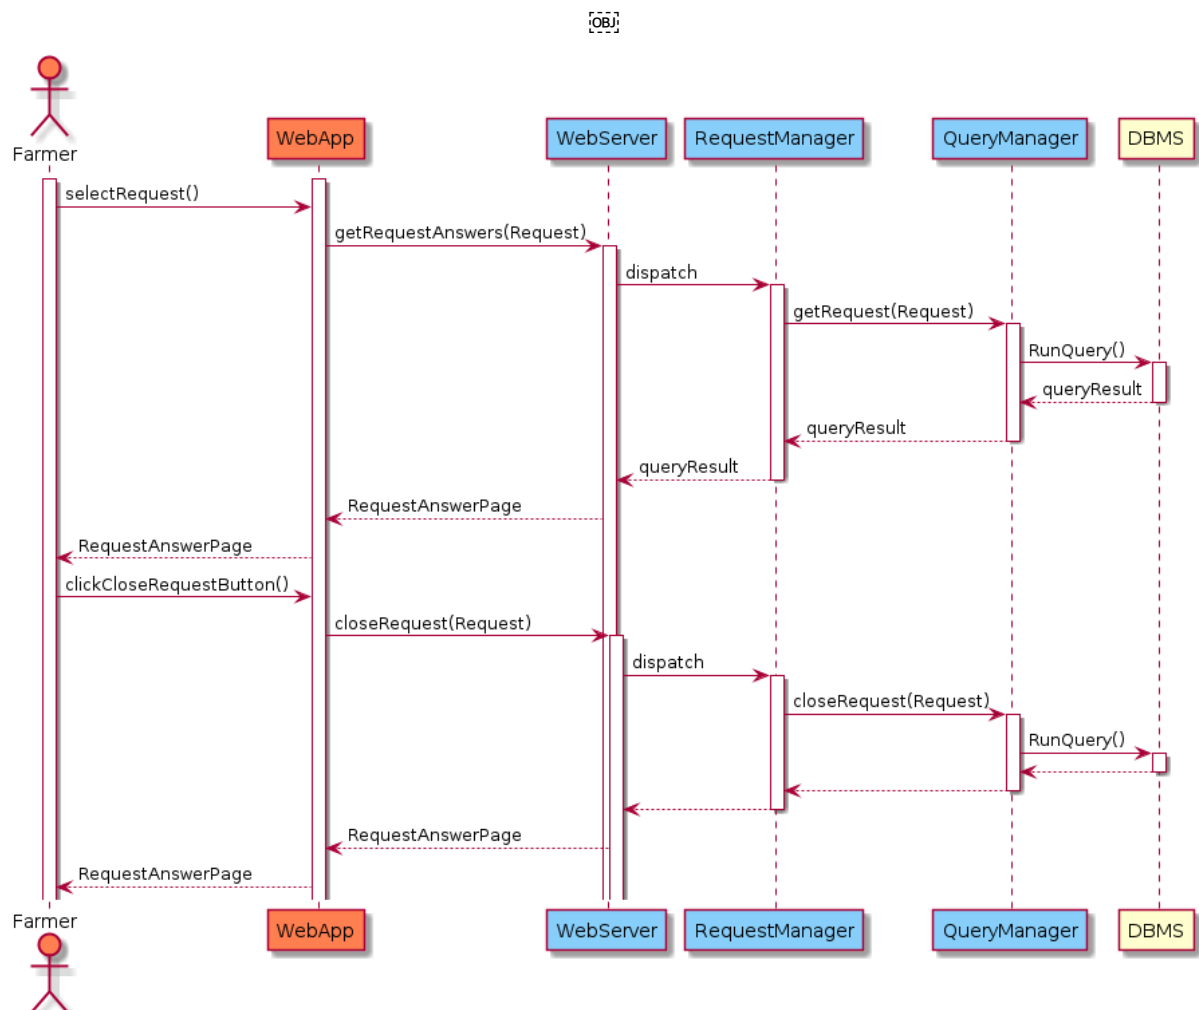 OBJ
Farmer
WebApp
WebServer
RequestManager
QueryManager
DBMS
selectRequest()
getRequestAnswers(Request)
dispatch
getRequest(Request)
RunQuery()
queryResult
queryResult
queryResult
RequestAnswerPage
RequestAnswerPage
clickCloseRequestButton()
closeRequest(Request)
dispatch
closeRequest(Request)
RunQuery()
RequestAnswerPage
RequestAnswerPage
Farmer
WebApp
WebServer
RequestManager
QueryManager
DBMS